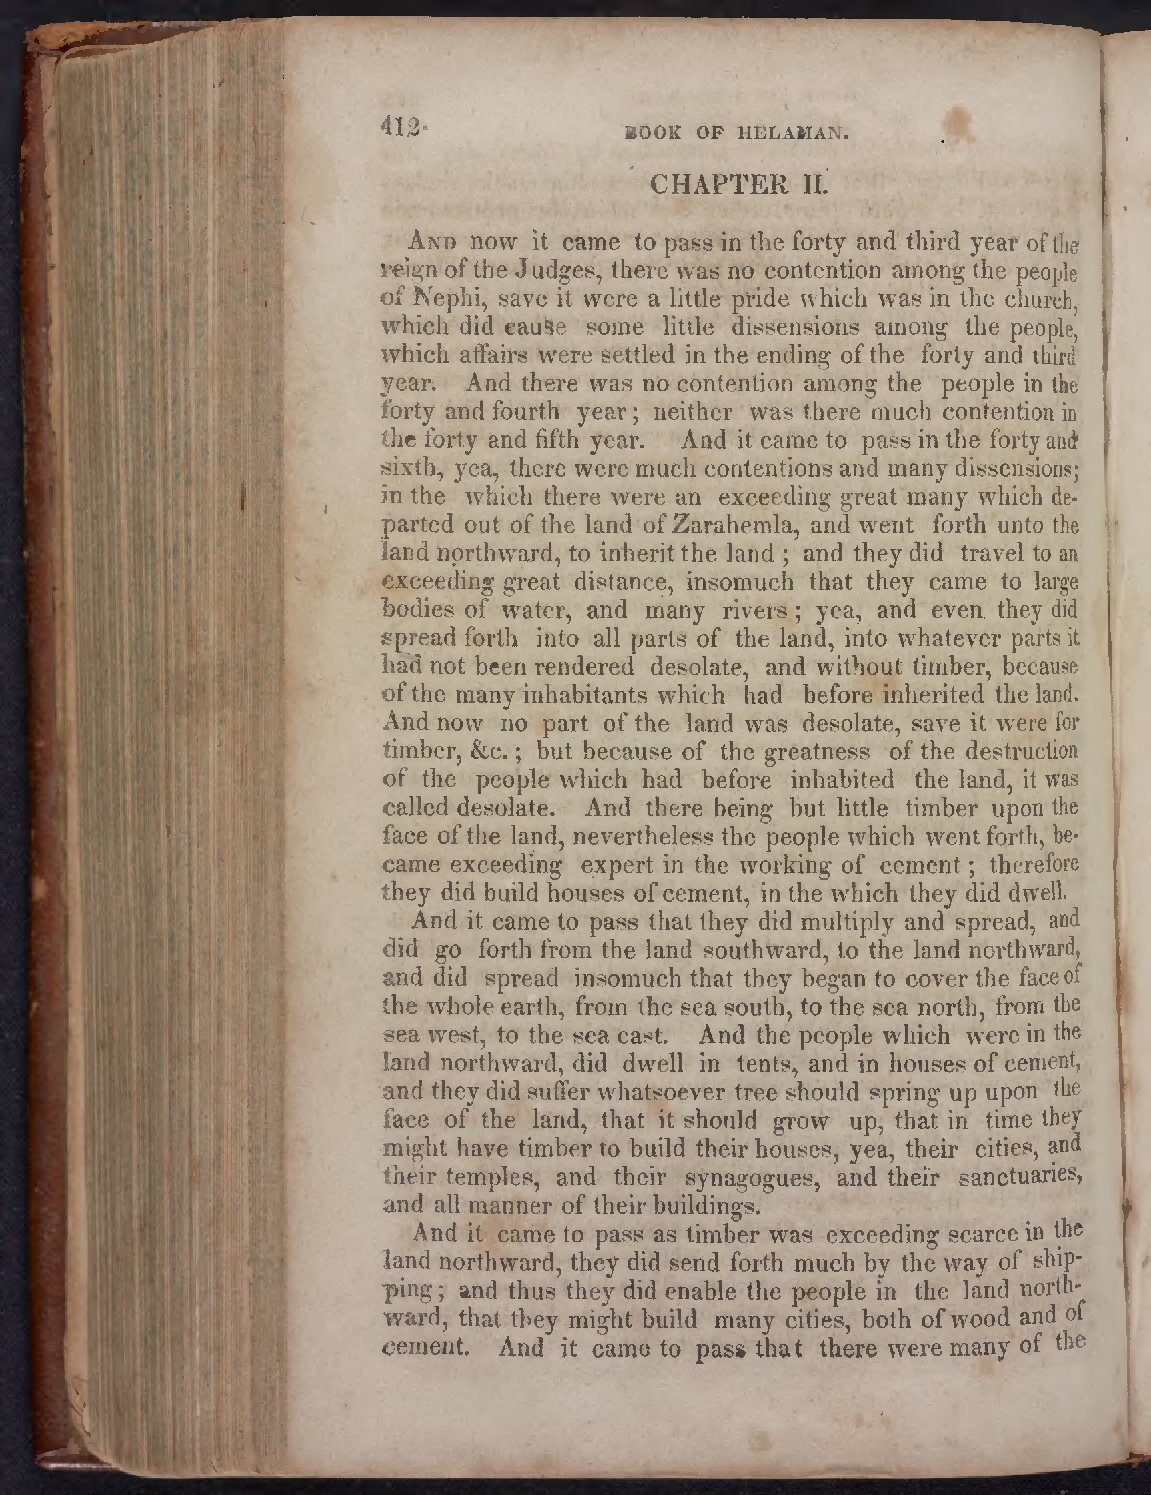 412
BOOK OF HELAMAN.
CHAPTER II.
AND now it came to pass in the forty and third year of the
reign of the Judges, there was no contention among the people
of Nephi, save it were a little pride which was in the church,
which did cause some little dissensions among the people,
which affairs were settled in the ending of the forty and third
year. And there was no contention among the people in the
forty and fourth year; neither was there much contention in
the forty and fifth year. And it came to pass in the forty and
sixth, yea, there were much contentions and many dissensions;
in the which there were an exceeding great many which de-
parted out of the land of Zarahemla, and went forth unto the
land northward, to inherit the land; and they did travel to an
exceeding great distance, insomuch that they came to large
bodies of water, and many rivers; yea, and even they did
spread forth into all parts of the land, into whatever parts it
had not been rendered desolate, and without timber, because
of the many inhabitants which had before inherited the land.
And now no part of the land was desolate, save it were for
timber, &c.; but because of the greatness of the destruction
of the people which had before inhabited the land, it was
called desolate. And there being but little timber upon the
face of the land, nevertheless the people which went forth, be-
came exceeding expert in the working of cement; therefore
they did build houses of cement, in the which they did dwell.
And it came to pass that they did multiply and spread, and
did go forth from the land southward, to the land northward,
and did spread insomuch that they began to cover the face of
the whole earth, from the sea south, to the sea north, from the
sea west, to the sea east. And the people which were in the
land northward, did dwell in tents, and in houses of cement,
and they did suffer whatsoever tree should spring up upon the
face of the land, that it should grow up, that in time they
might have timber to build their houses, yea, their cities, and
their temples, and their synagogues, and their sanctuaries,
and all manner of their buildings.
And it came to pass as timber was exceeding scarce in the
land northward, they did send forth much by the way of ship-
ping; and thus they did enable the people in the land north-
ward, that they might build many cities, both of wood and of
cement. And it came to pass that there were many of the